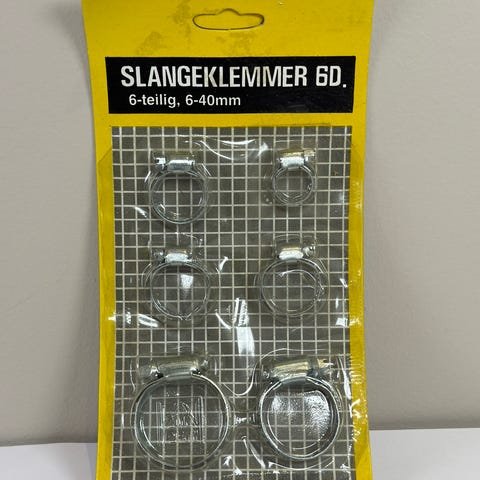 SLANGEKLEMMER 6D.
6-teilig, 6-40mm